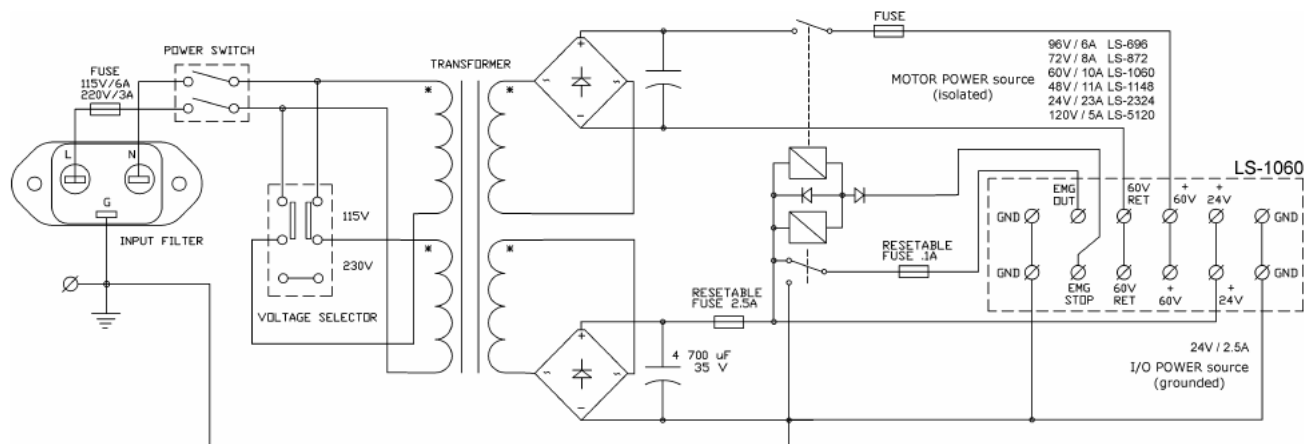 FUSE
POWER SWITCH
FUSE
115V/6A
220V/3A
TRANSFORMER
*
*
+
~
~
-
MOTOR POWER source
(isolated)
96V / 6A LS-696
72V / 8A LS-872
60V / 10A LS-1060
48V / 11A LS-1148
24V / 23A LS-2324
120V / 5A LS-5120
L
N
G
INPUT FILTER
115V
230V
VOLTAGE SELECTOR
*
*
LS-1060
GND
EMG
OUT
60V
RET
+
60V
+
24V
GND
GND
EMG
STOP
60V
RET
+
60V
+
24V
GND
RESETABLE
FUSE .1A
RESETABLE
FUSE 2.5A
+
~
~
-
4 700 uF
35 V
24V / 2.5A
I/O POWER source
(grounded)